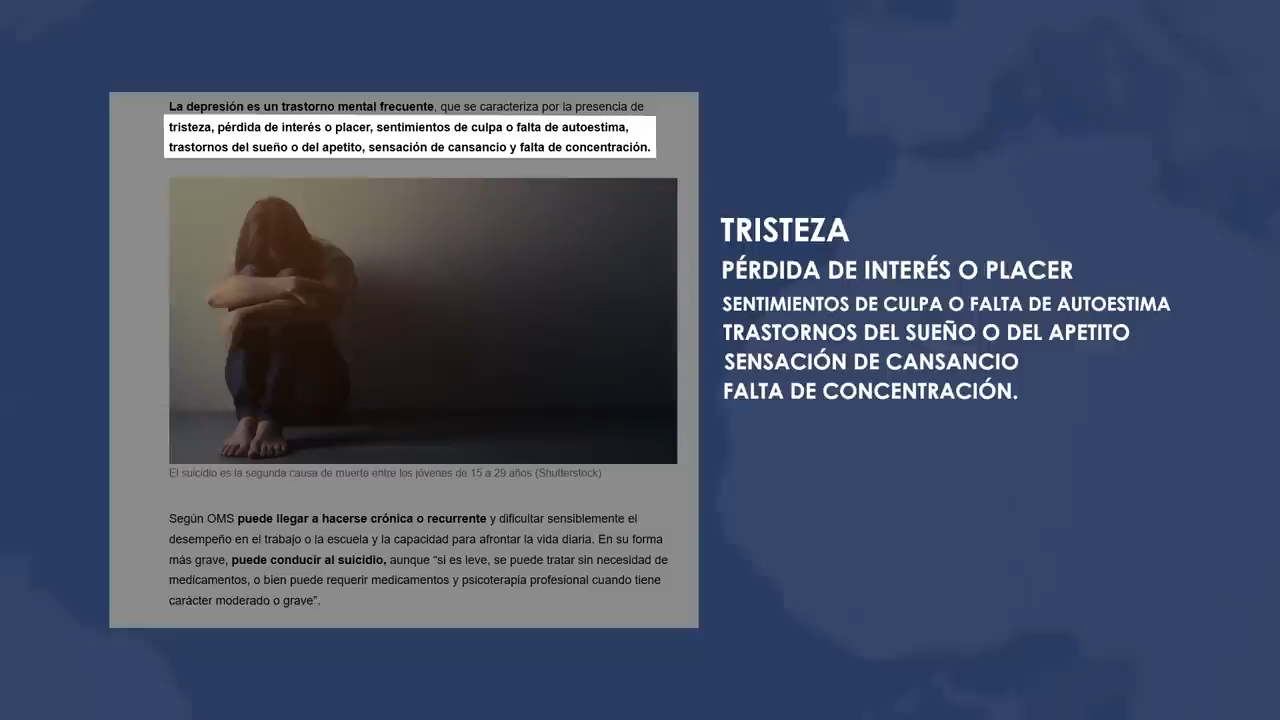 La depresión es un trastorno mental frecuente, que se caracteriza por la presencia de
tristeza, pérdida de interés o placer, sentimientos de culpa o falta de autoestima,
trastornos del sueño o del apetito, sensación de cansancio y falta de concentración.
El suicidio es la segunda causa de muerte entre los jóvenes de 15 a 29 años (Shutterstock)
Según OMS puede llegar a hacerse crónica o recurrente y dificultar sensiblemente el
desempeño en el trabajo o la escuela y la capacidad para afrontar la vida diaria. En su forma
más grave, puede conducir al suicidio, aunque “si es leve, se puede tratar sin necesidad de
medicamentos, o bien puede requerir medicamentos y psicoterapia profesional cuando tiene
carácter moderado o grave”.
TRISTEZA
PÉRDIDA DE INTERÉS O PLACER
SENTIMIENTOS DE CULPA O FALTA DE AUTOESTIMA
TRASTORNOS DEL SUEÑO O DEL APETITO
SENSACIÓN DE CANSANCIO
FALTA DE CONCENTRACIÓN.